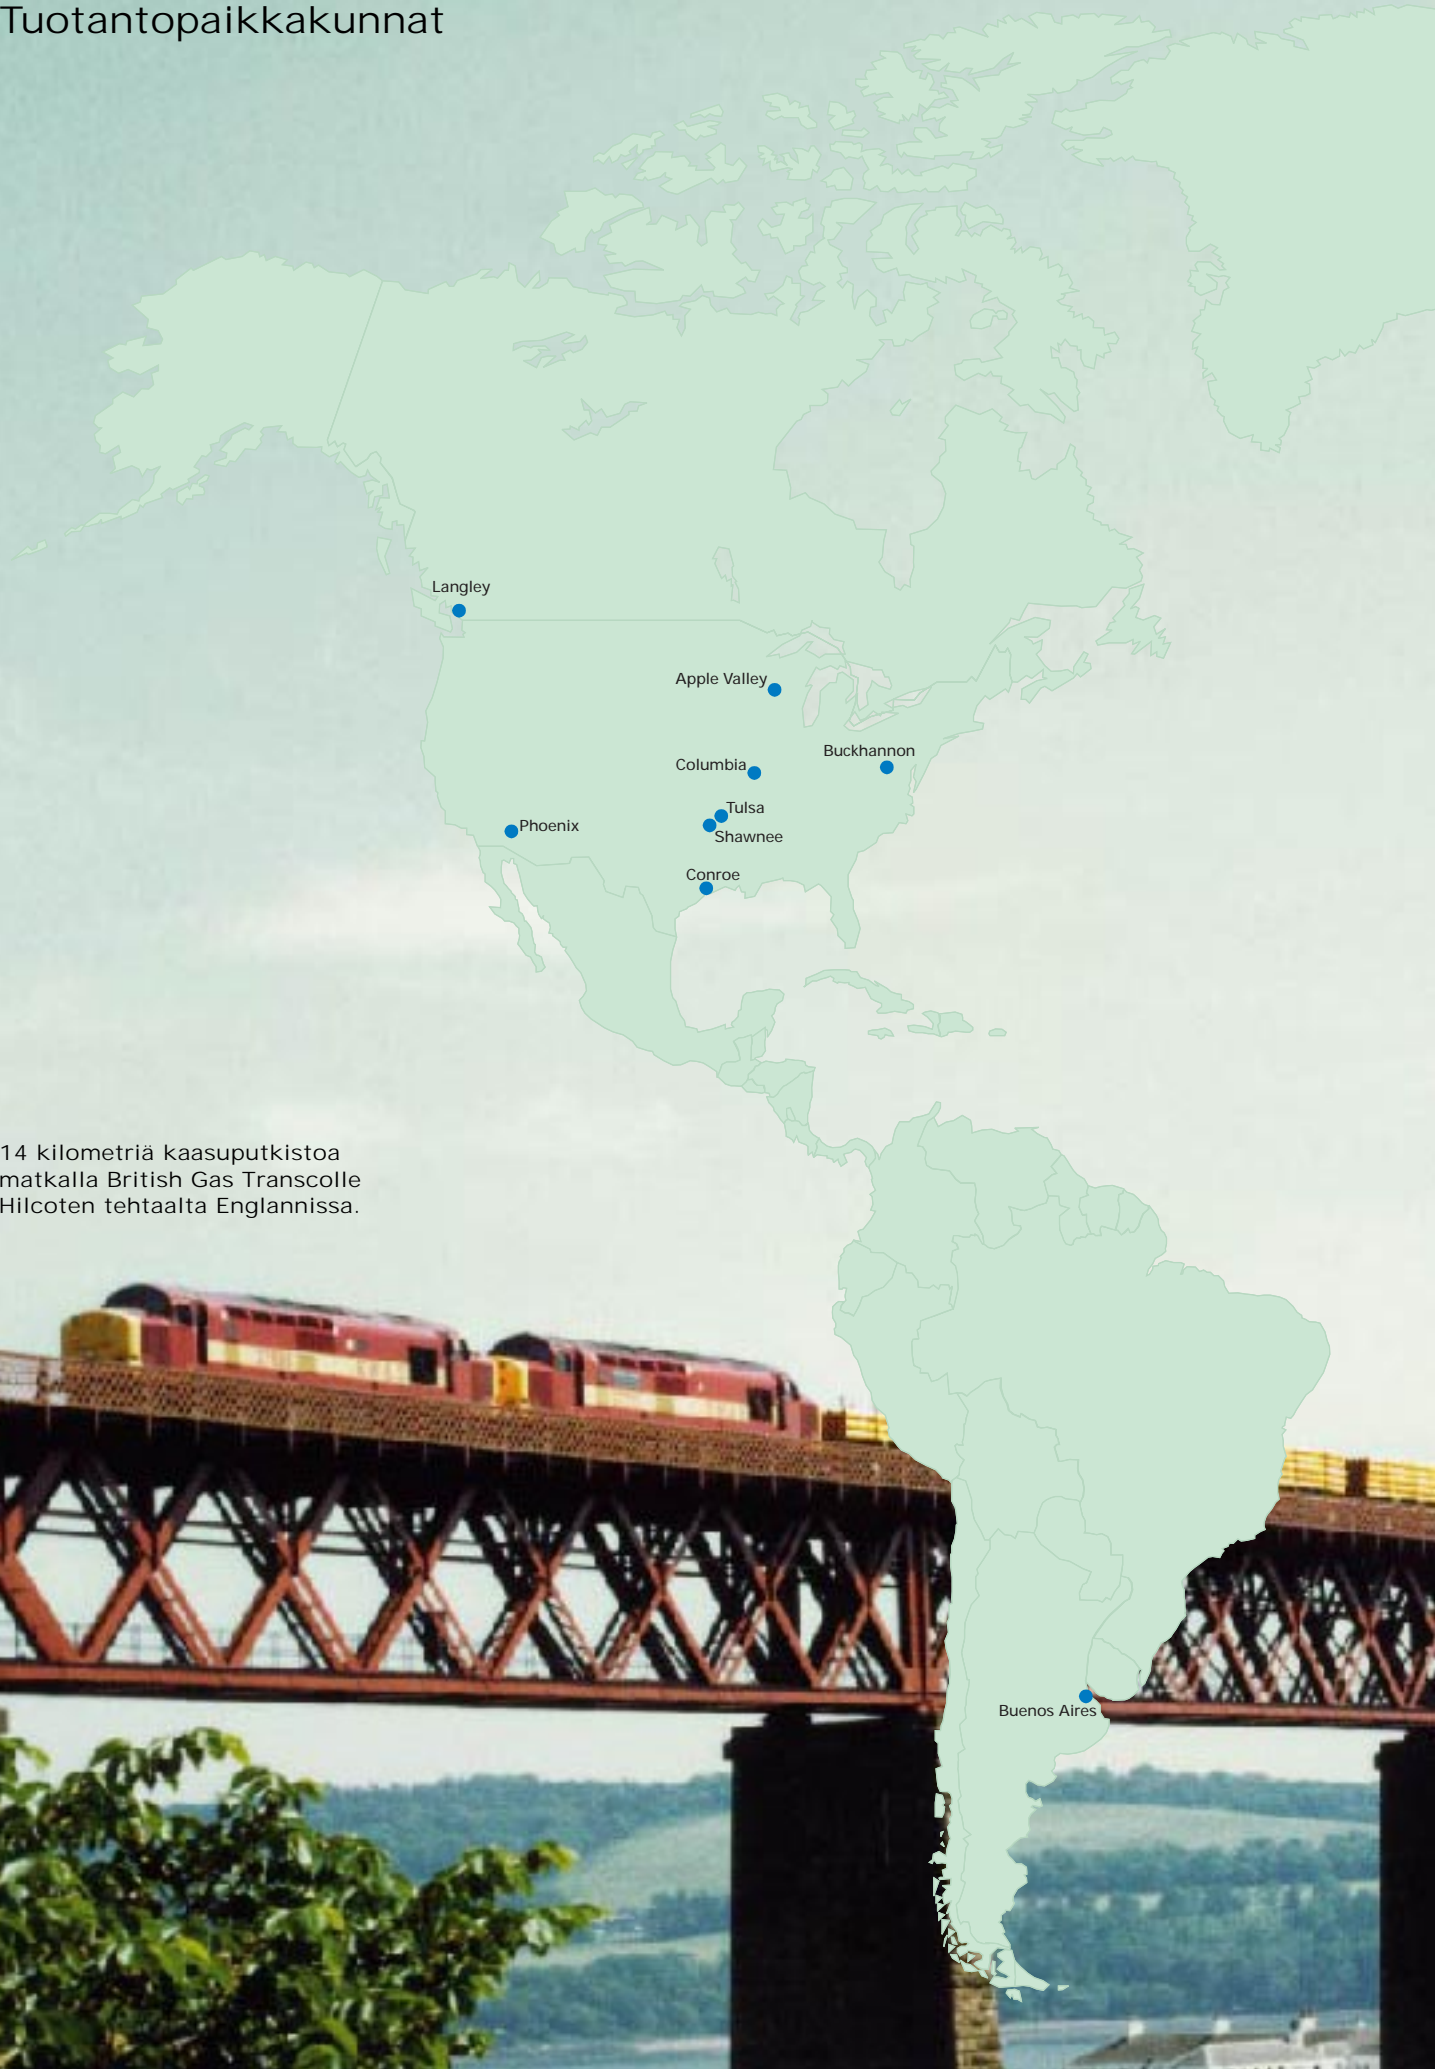 Tuotantopaikkakunnat
Langley
Apple Valley
Buckhannon
Columbia
Tulsa
Phoenix
Shawnee
Conroe
14 kilometriä kaasuputkistoa
matkalla British Gas Transcolle
Hilcoten tehtaalta Englannissa.
Buenos Aires